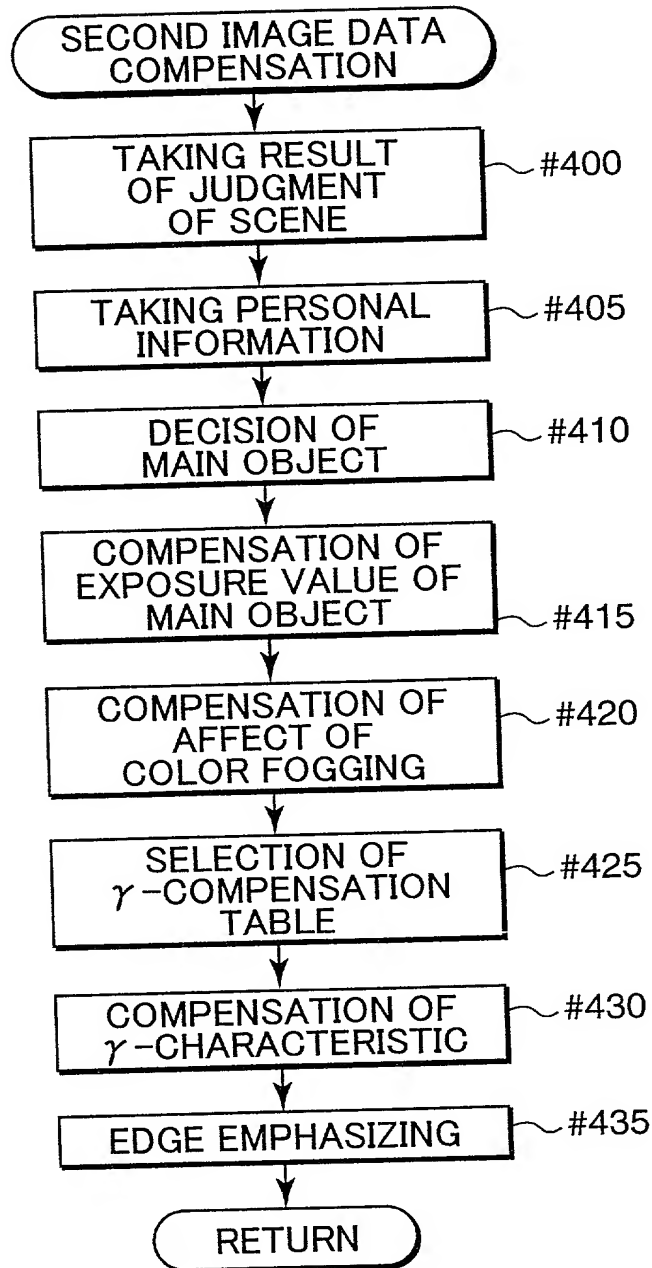 SECOND IMAGE DATA
COMPENSATION
TAKING RESULT
OF JUDGMENT
OF SCENE
#400
TAKING PERSONAL
INFORMATION
#405
DECISION OF
MAIN OBJECT
#410
COMPENSATION OF
EXPOSURE VALUE OF
MAIN OBJECT
#415
COMPENSATION OF
AFFECT OF
COLOR FOGGING
#420
SELECTION OF
γ-COMPENSATION
TABLE
#425
COMPENSATION OF
γ-CHARACTERISTIC
#430
EDGE EMPHASIZING
#435
RETURN